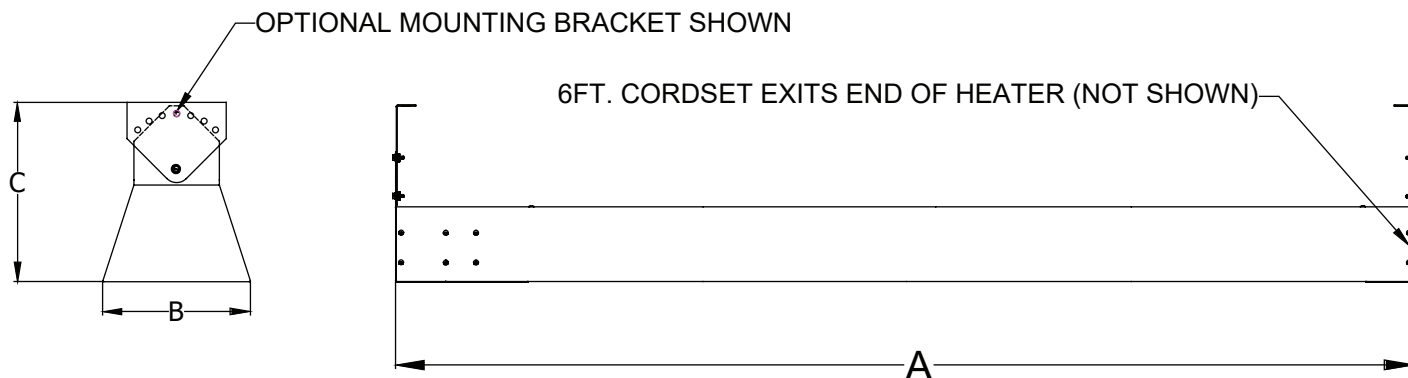 OPTIONAL MOUNTING BRACKET SHOWN
6FT. CORDSET EXITS END OF HEATER (NOT SHOWN)
C
B
A